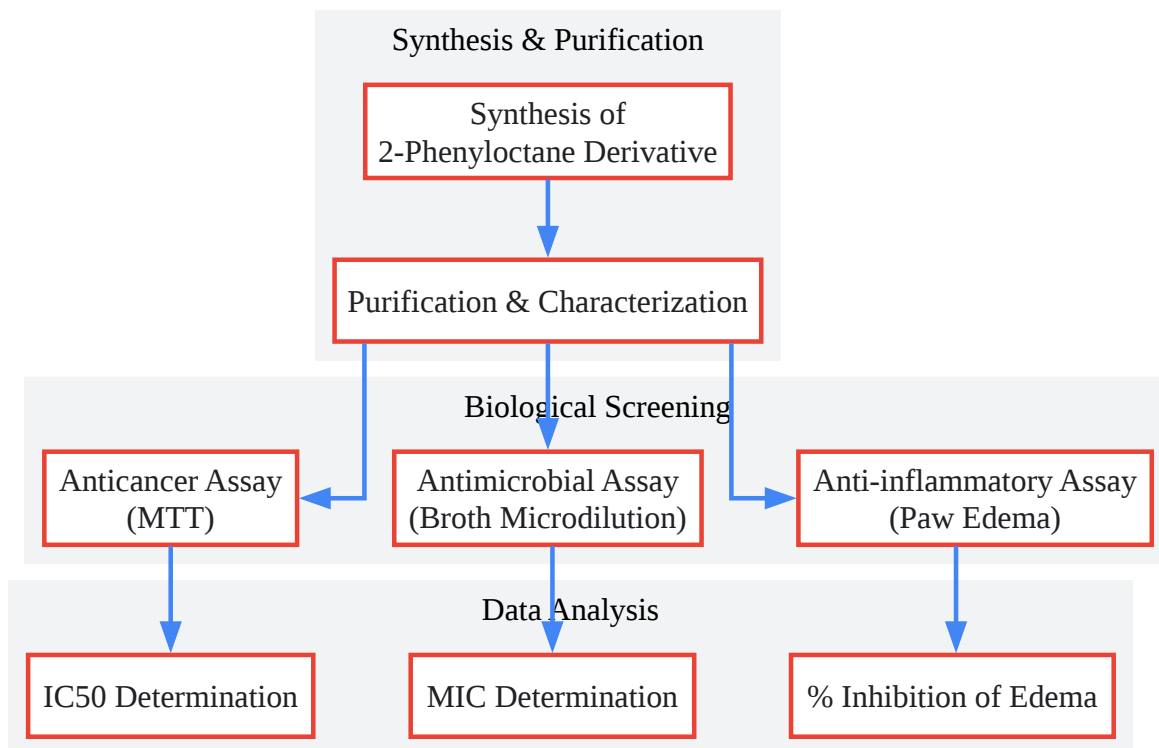 Synthesis & Purification
Synthesis of
2-Phenyloctane Derivative
Purification & Characterization
Biological Screening
Anticancer Assay
(MTT)
Antimicrobial Assay
(Broth Microdilution)
Anti-inflammatory Assay
(Paw Edema)
Data Analysis
IC50 Determination
MIC Determination
% Inhibition of Edema